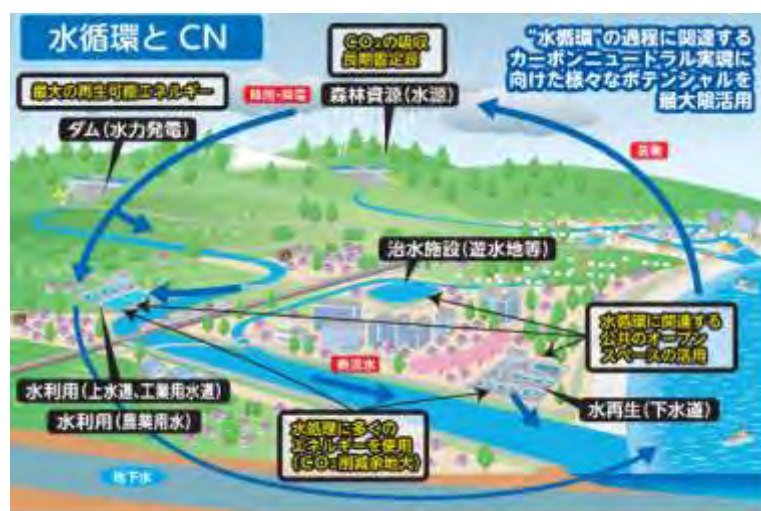 水循環と CN
CO₂の吸収
長期固定段
"水循環"の過程に関連する
カーボンニュートラル実現に
向けた様々なポテンシャルを
最大限活用
最大の再生可能エネルギー
森林資源(水源)
ダム(水力発電)
治水施設(遊水地等)
水循環に関連する
公共のオープン
スペースの活用
表流水
水利用(上水道、工業用水道)
水利用(農業用水)
水再生(下水道)
水処理に多くの
エネルギーを使用
(CO₂削減余地大)
地下水